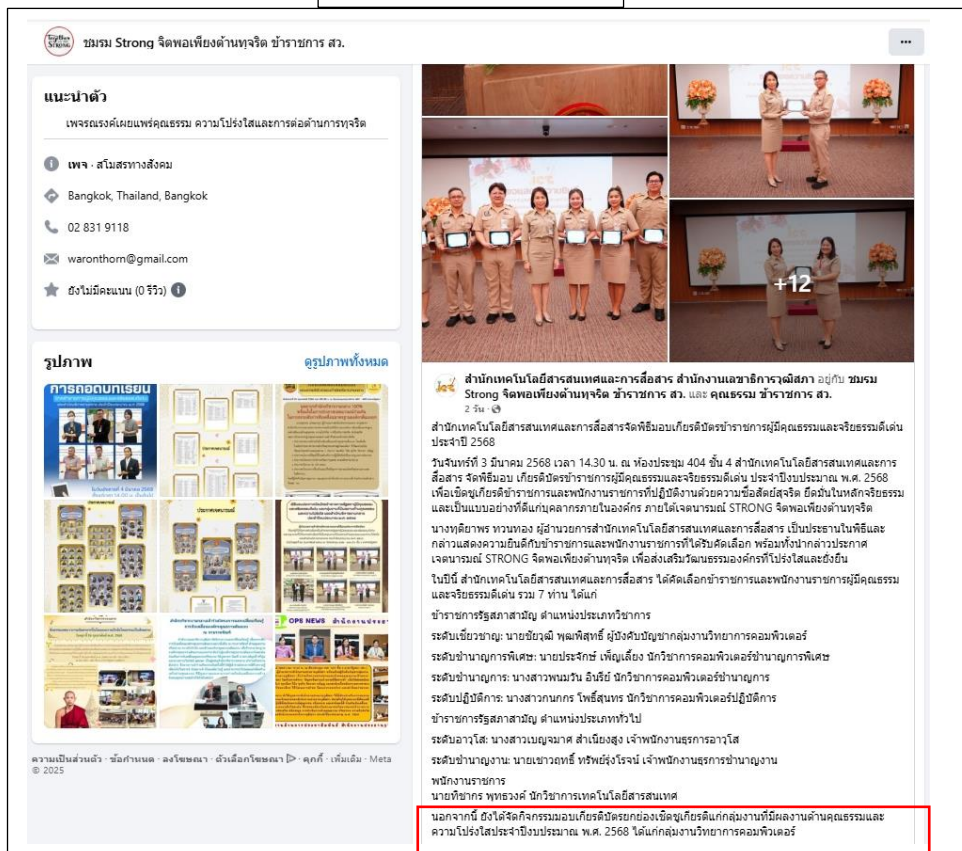 ชมรม Strong จิตพอเพียงด้านทุจริต ข้าราชการ สว.
แนะนำตัว
เพจรณรงค์เผยแพร่คุณธรรม ความโปร่งใสและการต่อต้านการทุจริต
เพจ · สโมสรทางสังคม
Bangkok, Thailand, Bangkok
02 831 9118
waronthorn@gmail.com
ยังไม่มีคะแนน (0 รีวิว)
รูปภาพ
ดูรูปภาพทั้งหมด
การถอดบทเรียน
OPS NEWS
ความเป็นส่วนตัว · ข้อกำหนด · ลงโฆษณา · ตัวเลือกโฆษณา · คุกกี้ · เพิ่มเติม · Meta
© 2025
+12
สำนักเทคโนโลยีสารสนเทศและการสื่อสาร สำนักงานเลขาธิการวุฒิสภา อยู่กับ ชมรม
Strong จิตพอเพียงด้านทุจริต ข้าราชการ สว. และ คุณธรรม ข้าราชการ สว.
2 วัน ·
สำนักเทคโนโลยีสารสนเทศและการสื่อสารจัดพิธีมอบเกียรติบัตรข้าราชการผู้มีคุณธรรมและจริยธรรมดีเด่น
ประจำปี 2568
วันจันทร์ที่ 3 มีนาคม 2568 เวลา 14.30 น. ณ ห้องประชุม 404 ชั้น 4 สำนักเทคโนโลยีสารสนเทศและการ
สื่อสาร จัดพิธีมอบ เกียรติบัตรข้าราชการผู้มีคุณธรรมและจริยธรรมดีเด่น ประจำปีงบประมาณ พ.ศ. 2568
เพื่อเชิดชูเกียรติข้าราชการและพนักงานราชการที่ปฏิบัติงานด้วยความซื่อสัตย์สุจริต ยึดมั่นในหลักจริยธรรม
และเป็นแบบอย่างที่ดีแก่บุคลากรภายในองค์กร ภายใต้เจตนารมณ์ STRONG จิตพอเพียงต้านทุจริต
นางทติยาพร ทวนทอง ผู้อำนวยการสำนักเทคโนโลยีสารสนเทศและการสื่อสาร เป็นประธานในพิธีและ
กล่าวแสดงความยินดีกับข้าราชการและพนักงานราชการที่ได้รับคัดเลือก พร้อมทั้งนำกล่าวประกาศ
เจตนารมณ์ STRONG จิตพอเพียงต้านทุจริต เพื่อส่งเสริมวัฒนธรรมองค์กรที่โปร่งใสและยั่งยืน
ในปีนี้ สำนักเทคโนโลยีสารสนเทศและการสื่อสาร ได้คัดเลือกข้าราชการและพนักงานราชการผู้มีคุณธรรม
และจริยธรรมดีเด่น รวม 7 ท่าน ได้แก่
ข้าราชการรัฐสภาสามัญ ตำแหน่งประเภทวิชาการ
ระดับเชี่ยวชาญ: นายชัยวุฒิ พุฒพิสุทธิ์ ผู้บังคับบัญชากลุ่มงานวิทยาการคอมพิวเตอร์
ระดับชำนาญการพิเศษ: นายประจักษ์ เพ็ญเลี้ยง นักวิชาการคอมพิวเตอร์ชำนาญการพิเศษ
ระดับชำนาญการ: นางสาวพนมวัน อินรีย์ นักวิชาการคอมพิวเตอร์ชำนาญการ
ระดับปฏิบัติการ: นางสาวกนกกร โพธิ์สุนทร นักวิชาการคอมพิวเตอร์ปฏิบัติการ
ข้าราชการรัฐสภาสามัญ ตำแหน่งประเภททั่วไป
ระดับอาวุโส: นางสาวเบญจมาศ สำเนียงสูง เจ้าพนักงานธุรการอาวุโส
ระดับชำนาญงาน: นายเชาวฤทธิ์ ทรัพย์รุ่งโรจน์ เจ้าพนักงานธุรการชำนาญงาน
พนักงานราชการ
นายทิชากร พุทธวงค์ นักวิชาการเทคโนโลยีสารสนเทศ
นอกจากนี้ ยังได้จัดกิจกรรมมอบเกียรติบัตรยกย่องเชิดชูเกียรติแก่กลุ่มงานที่มีผลงานด้านคุณธรรมและ
ความโปร่งใสประจำปีงบประมาณ พ.ศ. 2568 ได้แก่กลุ่มงานวิทยาการคอมพิวเตอร์